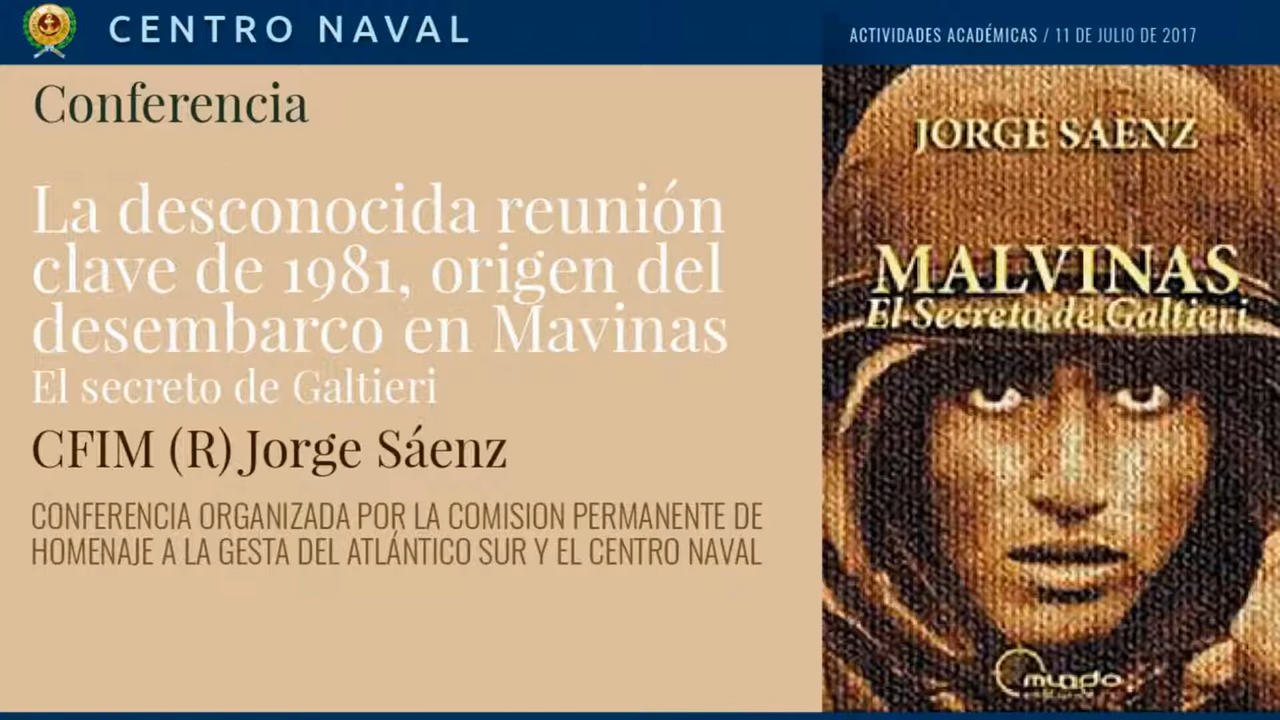 CENTRO NAVAL
ACTIVIDADES ACADÉMICAS / 11 DE JULIO DE 2017
Conferencia
La desconocida reunión
clave de 1981, origen del
desembarco en Mavinas
El secreto de Galtieri
CFIM (R) Jorge Sáenz
CONFERENCIA ORGANIZADA POR LA COMISION PERMANENTE DE
HOMENAJE A LA GESTA DEL ATLÁNTICO SUR Y EL CENTRO NAVAL
JORGE SAENZ
MALVINAS
El Secreto de Galtieri